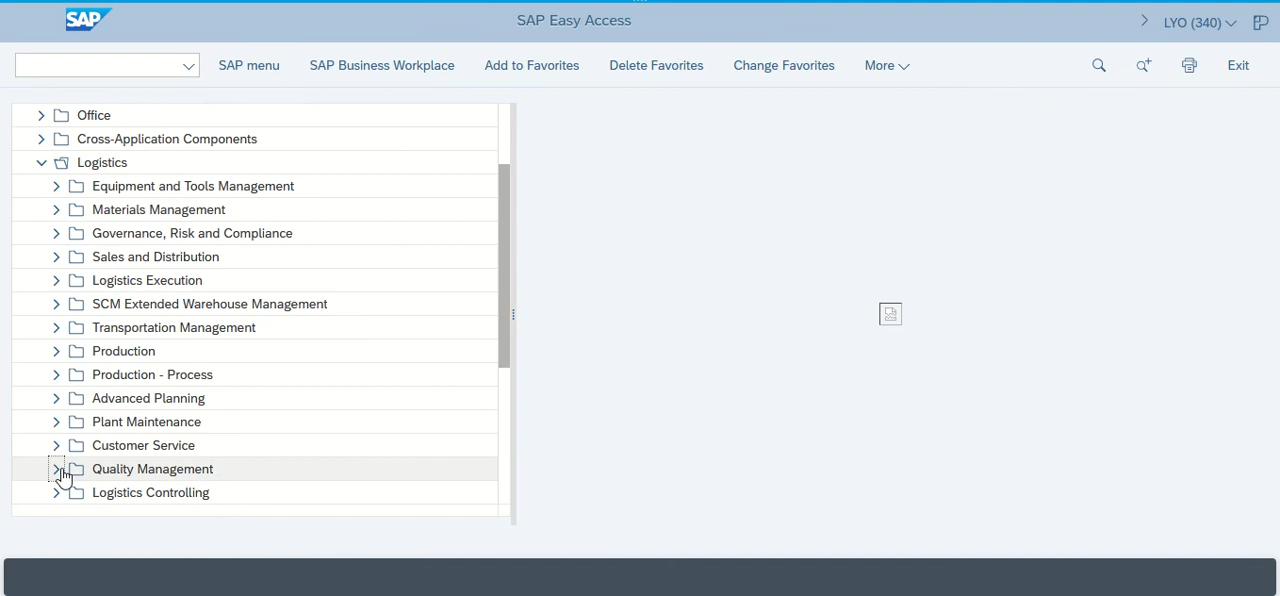 SAP
SAP Easy Access
LYO (340)
SAP menu
SAP Business Workplace
Add to Favorites
Delete Favorites
Change Favorites
More
Exit
Office
Cross-Application Components
Logistics
Equipment and Tools Management
Materials Management
Governance, Risk and Compliance
Sales and Distribution
Logistics Execution
SCM Extended Warehouse Management
Transportation Management
Production
Production - Process
Advanced Planning
Plant Maintenance
Customer Service
Quality Management
Logistics Controlling